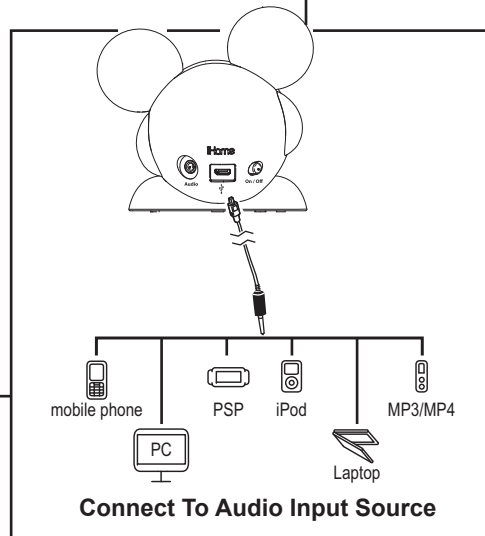 iHome
Audio
On / Off
mobile phone
PSP
iPod
MP3/MP4
PC
Laptop
Connect To Audio Input Source